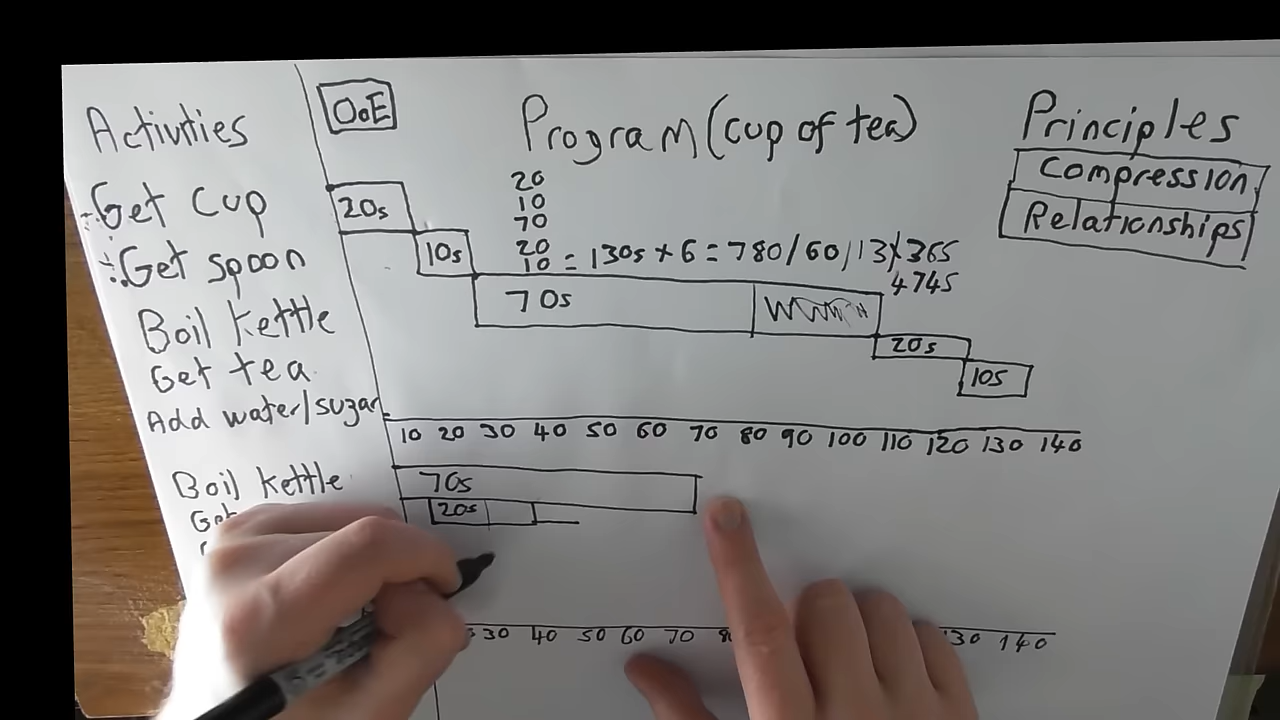 Activities
OoE
Program (cup of tea)
Principles
Compression
Relationships
Get cup
20s
Get spoon
10s
20
10
70
20
10 = 130s x 6 = 780/60/13 x 365
4745
Boil Kettle
70s
Get tea
20s
Add water/sugar
10s
10 20 30 40 50 60 70 80 90 100 110 120 130 140
Boil Kettle
70s
Get
20s
30 40 50 60 70
130 140